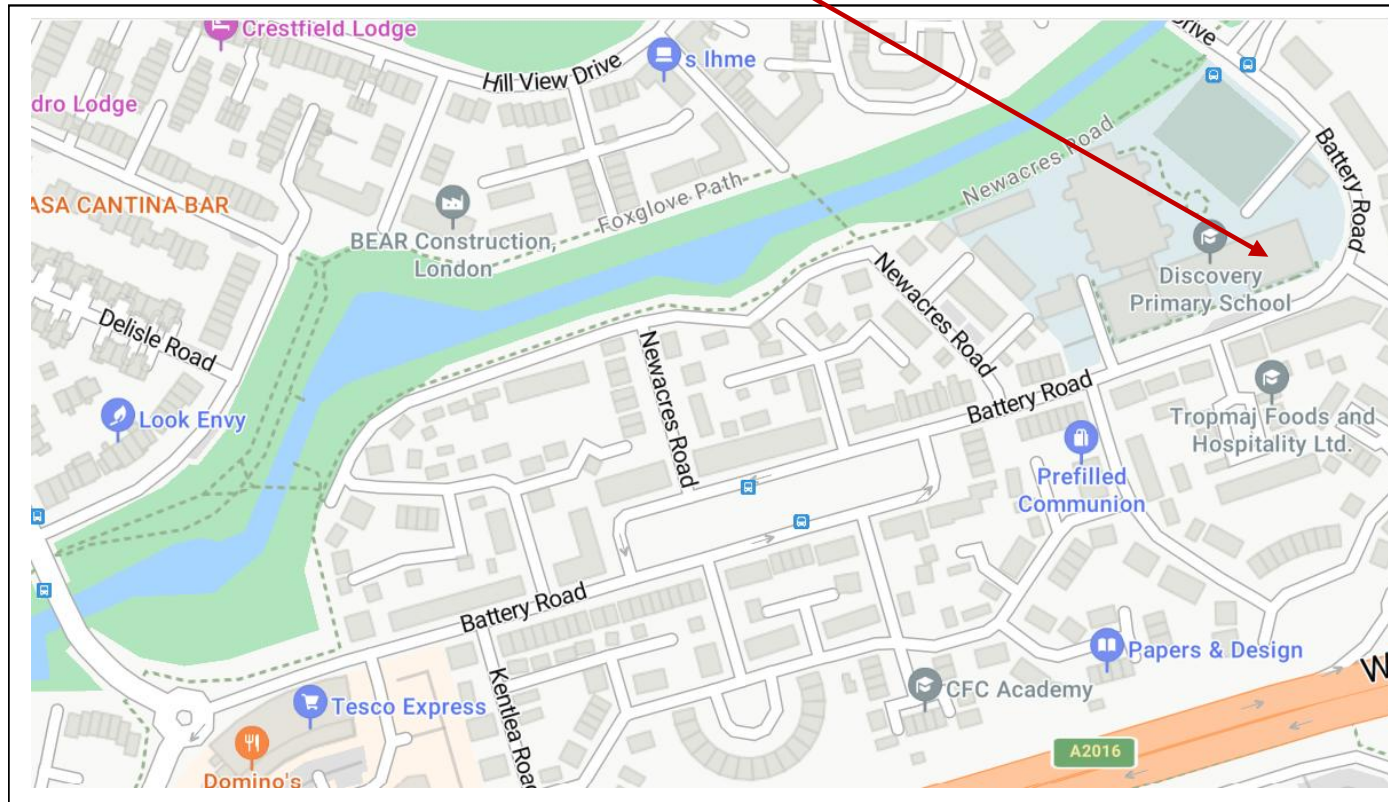 Crestfield Lodge
s Ihme
Hill View Drive
Drive
dro Lodge
Battery Road
Newacres Road
Foxglove Path
ASA CANTINA BAR
BEAR Construction,
London
Discovery
Primary School
Newacres Road
Delisle Road
Newacres Road
Battery Road
Look Envy
Tropmaj Foods and
Hospitality Ltd.
Prefilled
Communion
Battery Road
Papers & Design
Kentlea Road
CFC Academy
Tesco Express
A2016
Domino's